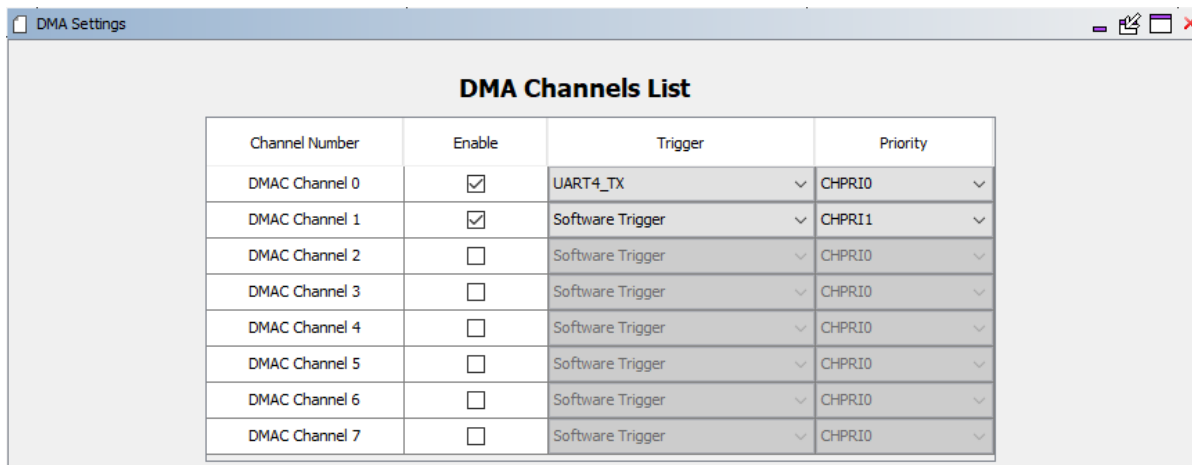 DMA Settings
DMA Channels List
Channel Number Enable Trigger Priority
DMAC Channel 0 UART4_TX CHPRI0
DMAC Channel 1 Software Trigger CHPRI1
DMAC Channel 2 Software Trigger CHPRI0
DMAC Channel 3 Software Trigger CHPRI0
DMAC Channel 4 Software Trigger CHPRI0
DMAC Channel 5 Software Trigger CHPRI0
DMAC Channel 6 Software Trigger CHPRI0
DMAC Channel 7 Software Trigger CHPRI0